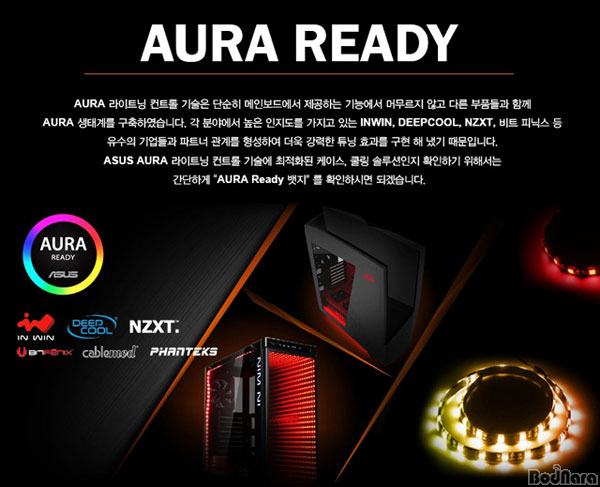 AURA READY
AURA 라이트닝 컨트롤 기술은 단순히 메인보드에서 제공하는 기능에서 머무르지 않고 다른 부품들과 함께
AURA 생태계를 구축하였습니다. 각 분야에서 높은 인지도를 가지고 있는 INWIN, DEEPCOOL, NZXT, 비트 피닉스 등
유수의 기업들과 파트너 관계를 형성하여 더욱 강력한 튜닝 효과를 구현 해 냈기 때문입니다.
ASUS AURA 라이트닝 컨트롤 기술에 최적화된 케이스, 쿨링 솔루션인지 확인하기 위해서는
간단하게 "AURA Ready 뱃지" 를 확인하시면 되겠습니다.
AURA
READY
ASUS
IN WIN
DEEP
COOL
NZXT.
BITFENIX
cablemod
PHANTEKS
IN WIN
BodNara